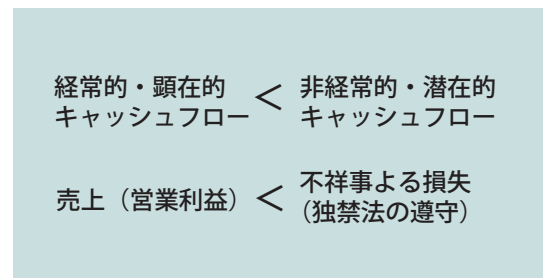 経常的・顕在的 < 非経常的・潜在的
キャッシュフロー キャッシュフロー
売上（営業利益） < 不祥事よる損失
（独禁法の遵守）